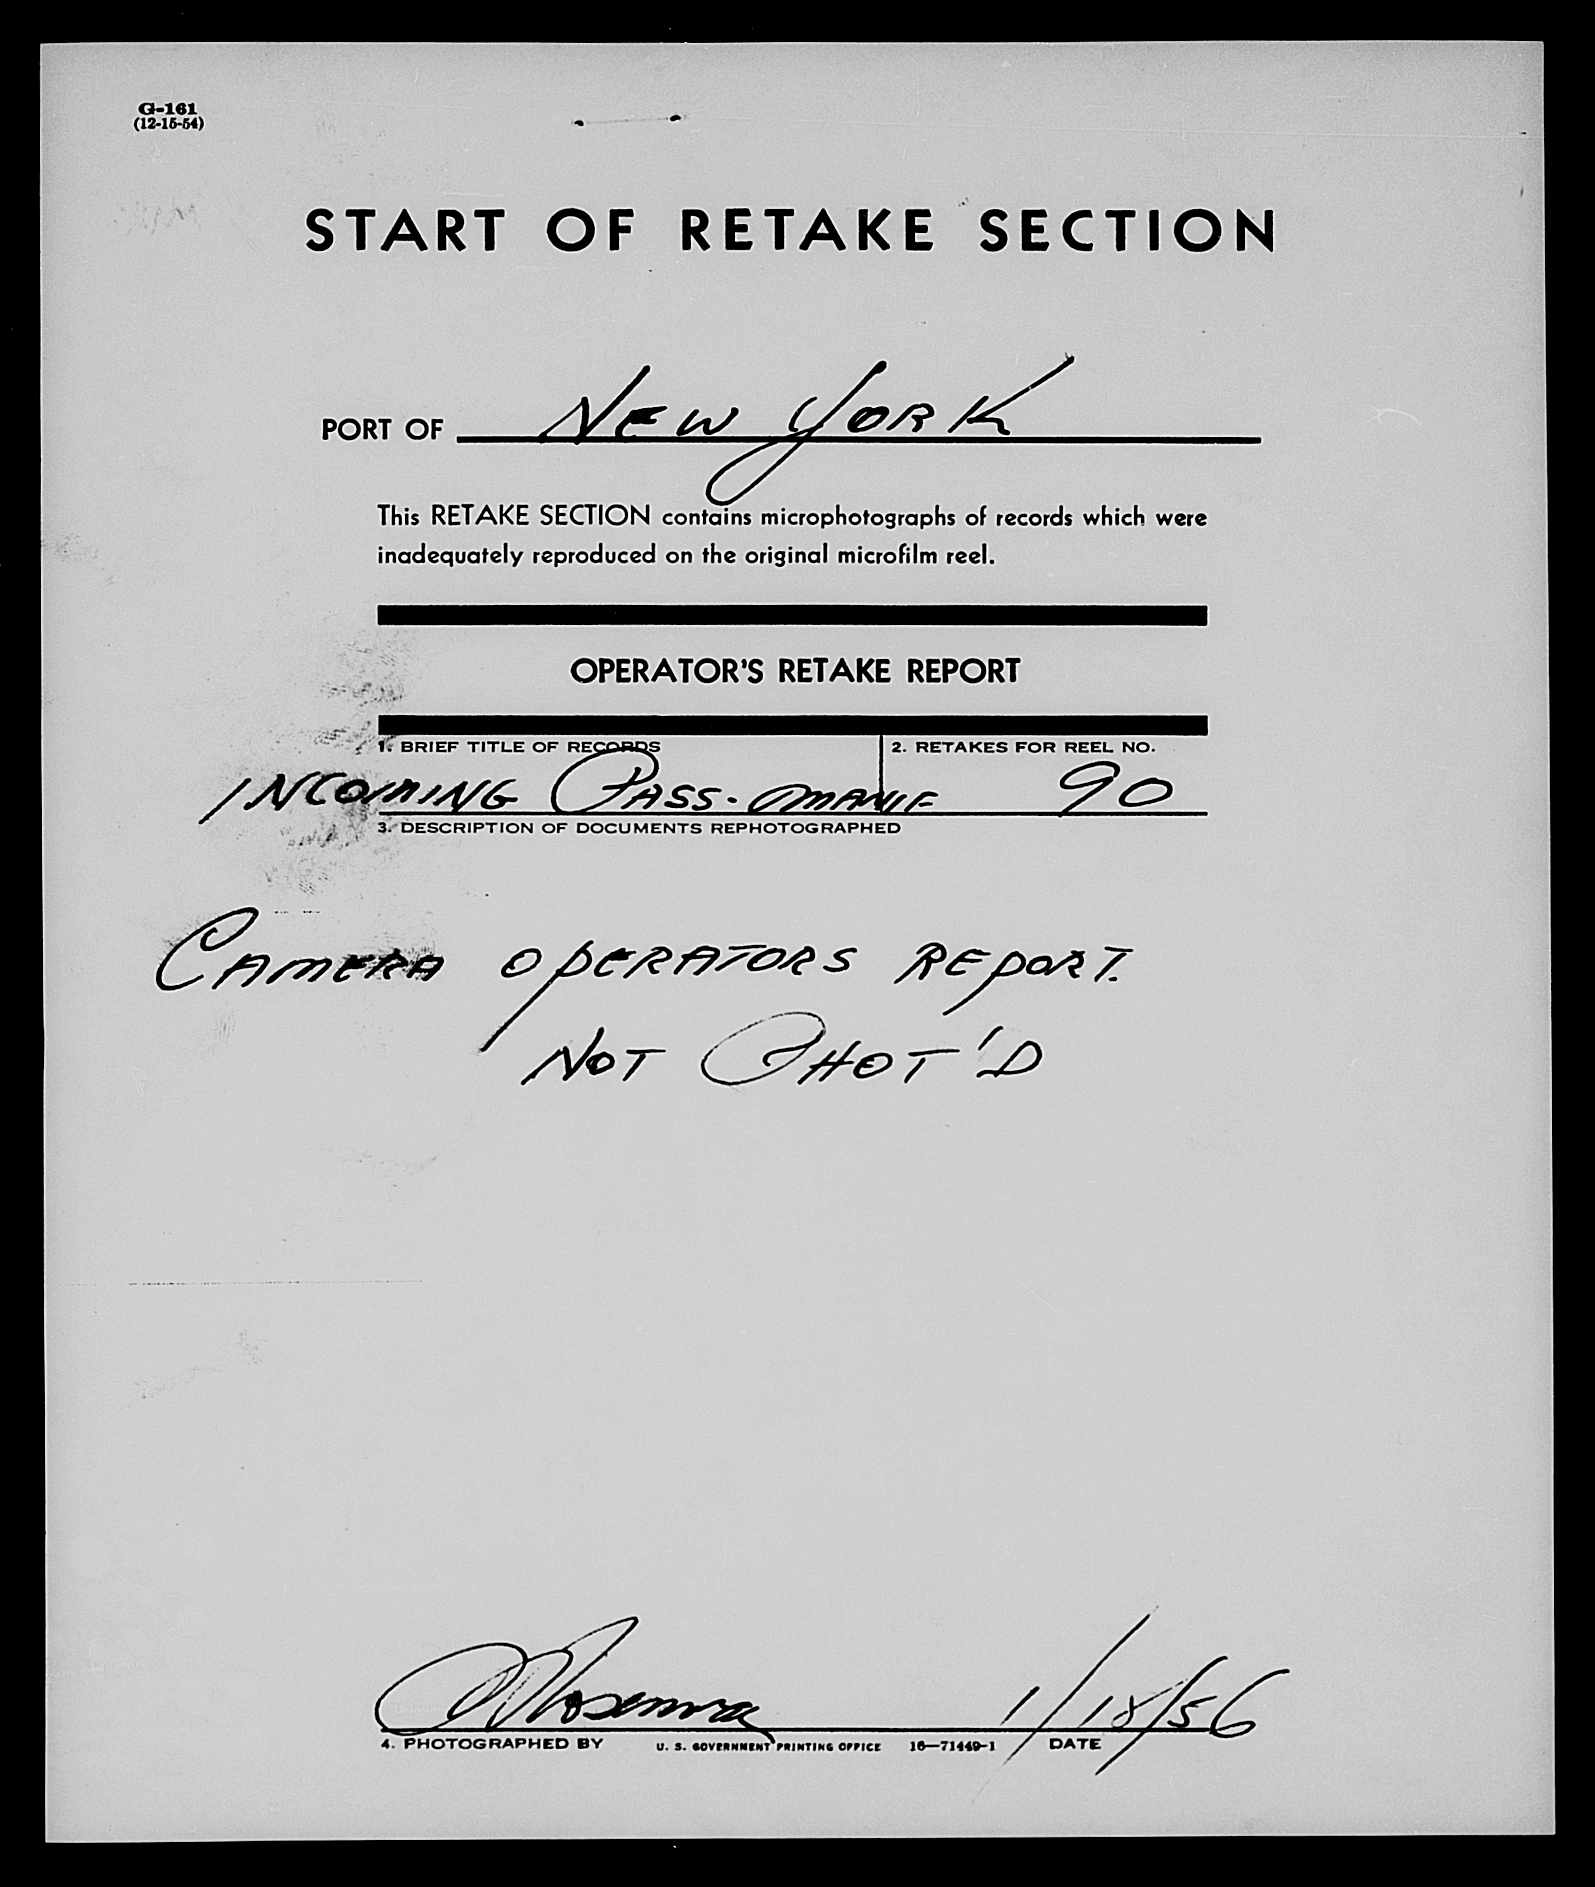 G-161
(12-15-54)
START OF RETAKE SECTION
PORT OF NEW YORK
This RETAKE SECTION contains microphotographs of records which were
inadequately reproduced on the original microfilm reel.
OPERATOR'S RETAKE REPORT
1. BRIEF TITLE OF RECORDS 2. RETAKES FOR REEL NO.
INCOMING PASS. 90
3. DESCRIPTION OF DOCUMENTS REPHOTOGRAPHED
CAMERA OPERATORS REPORT.
NOT PHOT'D
1/18/56
4. PHOTOGRAPHED BY U. S. GOVERNMENT PRINTING OFFICE 16—71449-1 DATE